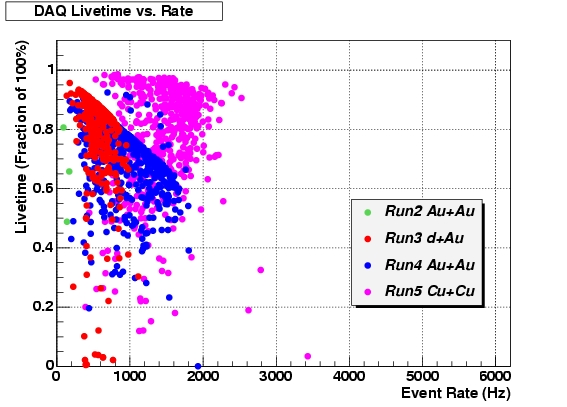 DAQ Livetime vs. Rate
Livetime (Fraction of 100%)
1
0.8
0.6
0.4
0.2
0
0 1000 2000 3000 4000 5000 6000
Event Rate (Hz)
Run2 Au+Au
Run3 d+Au
Run4 Au+Au
Run5 Cu+Cu